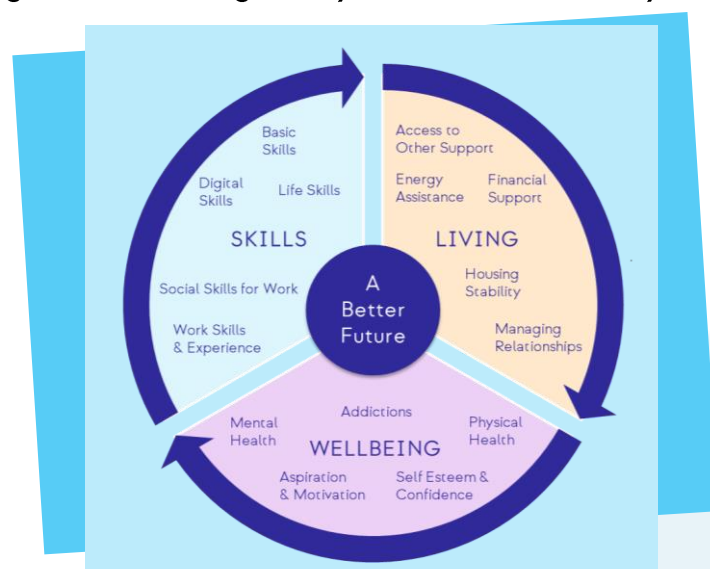 Basic
Skills
Digital
Skills
Life Skills
SKILLS
Social Skills for Work
Work Skills
& Experience
Access to
Other Support
Energy
Assistance
Financial
Support
LIVING
Housing
Stability
Managing
Relationships
A
Better
Future
Mental
Health
Addictions
Physical
Health
WELLBEING
Aspiration
& Motivation
Self Esteem &
Confidence